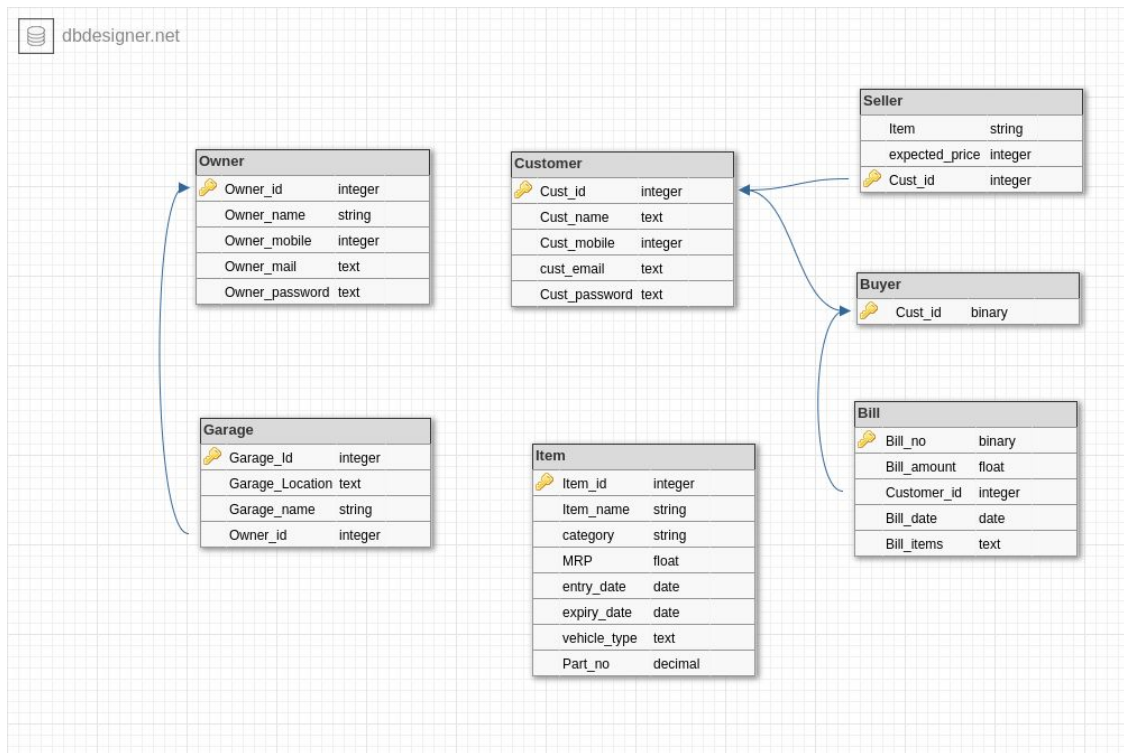 dbdesigner.net
Owner
Owner_id integer
Owner_name string
Owner_mobile integer
Owner_mail text
Owner_password text
Customer
Cust_id integer
Cust_name text
Cust_mobile integer
cust_email text
Cust_password text
Seller
Item string
expected_price integer
Cust_id integer
Buyer
Cust_id binary
Garage
Garage_Id integer
Garage_Location text
Garage_name string
Owner_id integer
Item
Item_id integer
Item_name string
category string
MRP float
entry_date date
expiry_date date
vehicle_type text
Part_no decimal
Bill
Bill_no binary
Bill_amount float
Customer_id integer
Bill_date date
Bill_items text